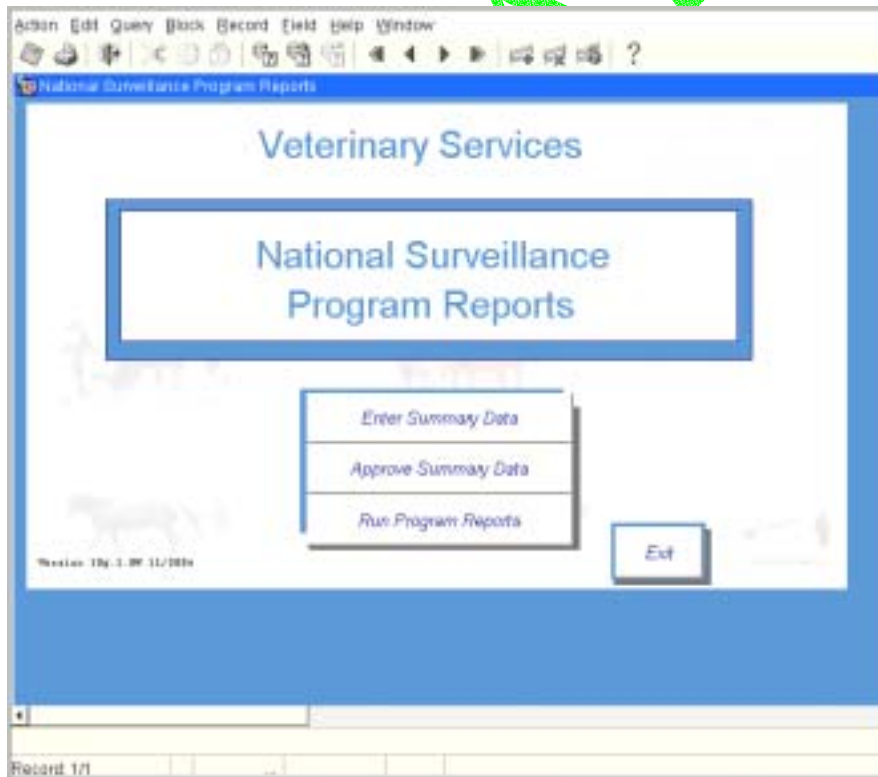 Action Edit Query Block Record Field Help Window
?
National Surveillance Program Reports
Veterinary Services
National Surveillance
Program Reports
Enter Summary Data
Approve Summary Data
Run Program Reports
Exit
Version
Record: 1/1